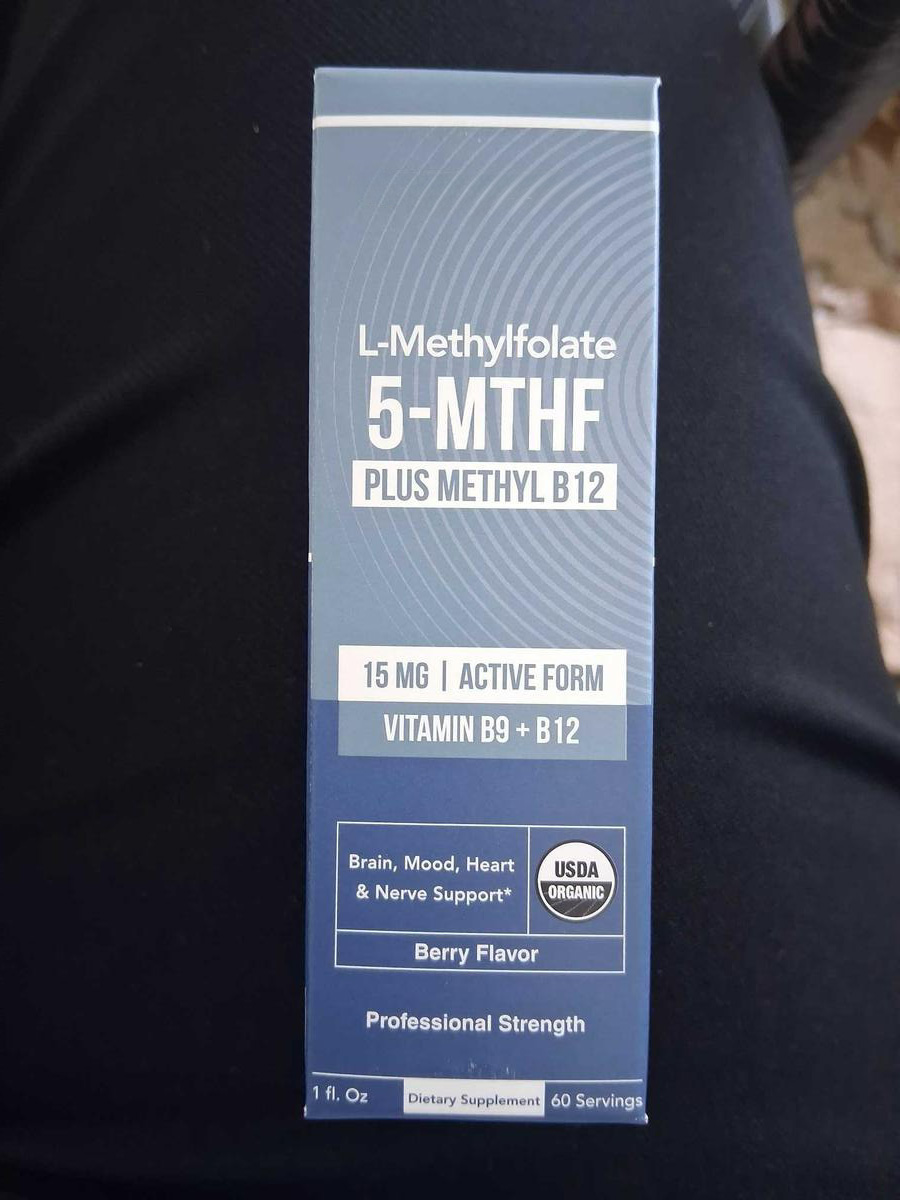 L-Methylfolate
5-MTHF
PLUS METHYL B12
15 MG | ACTIVE FORM
VITAMIN B9 + B12
Brain, Mood, Heart
& Nerve Support*
USDA
ORGANIC
Berry Flavor
Professional Strength
1 fl. Oz
Dietary Supplement
60 Servings